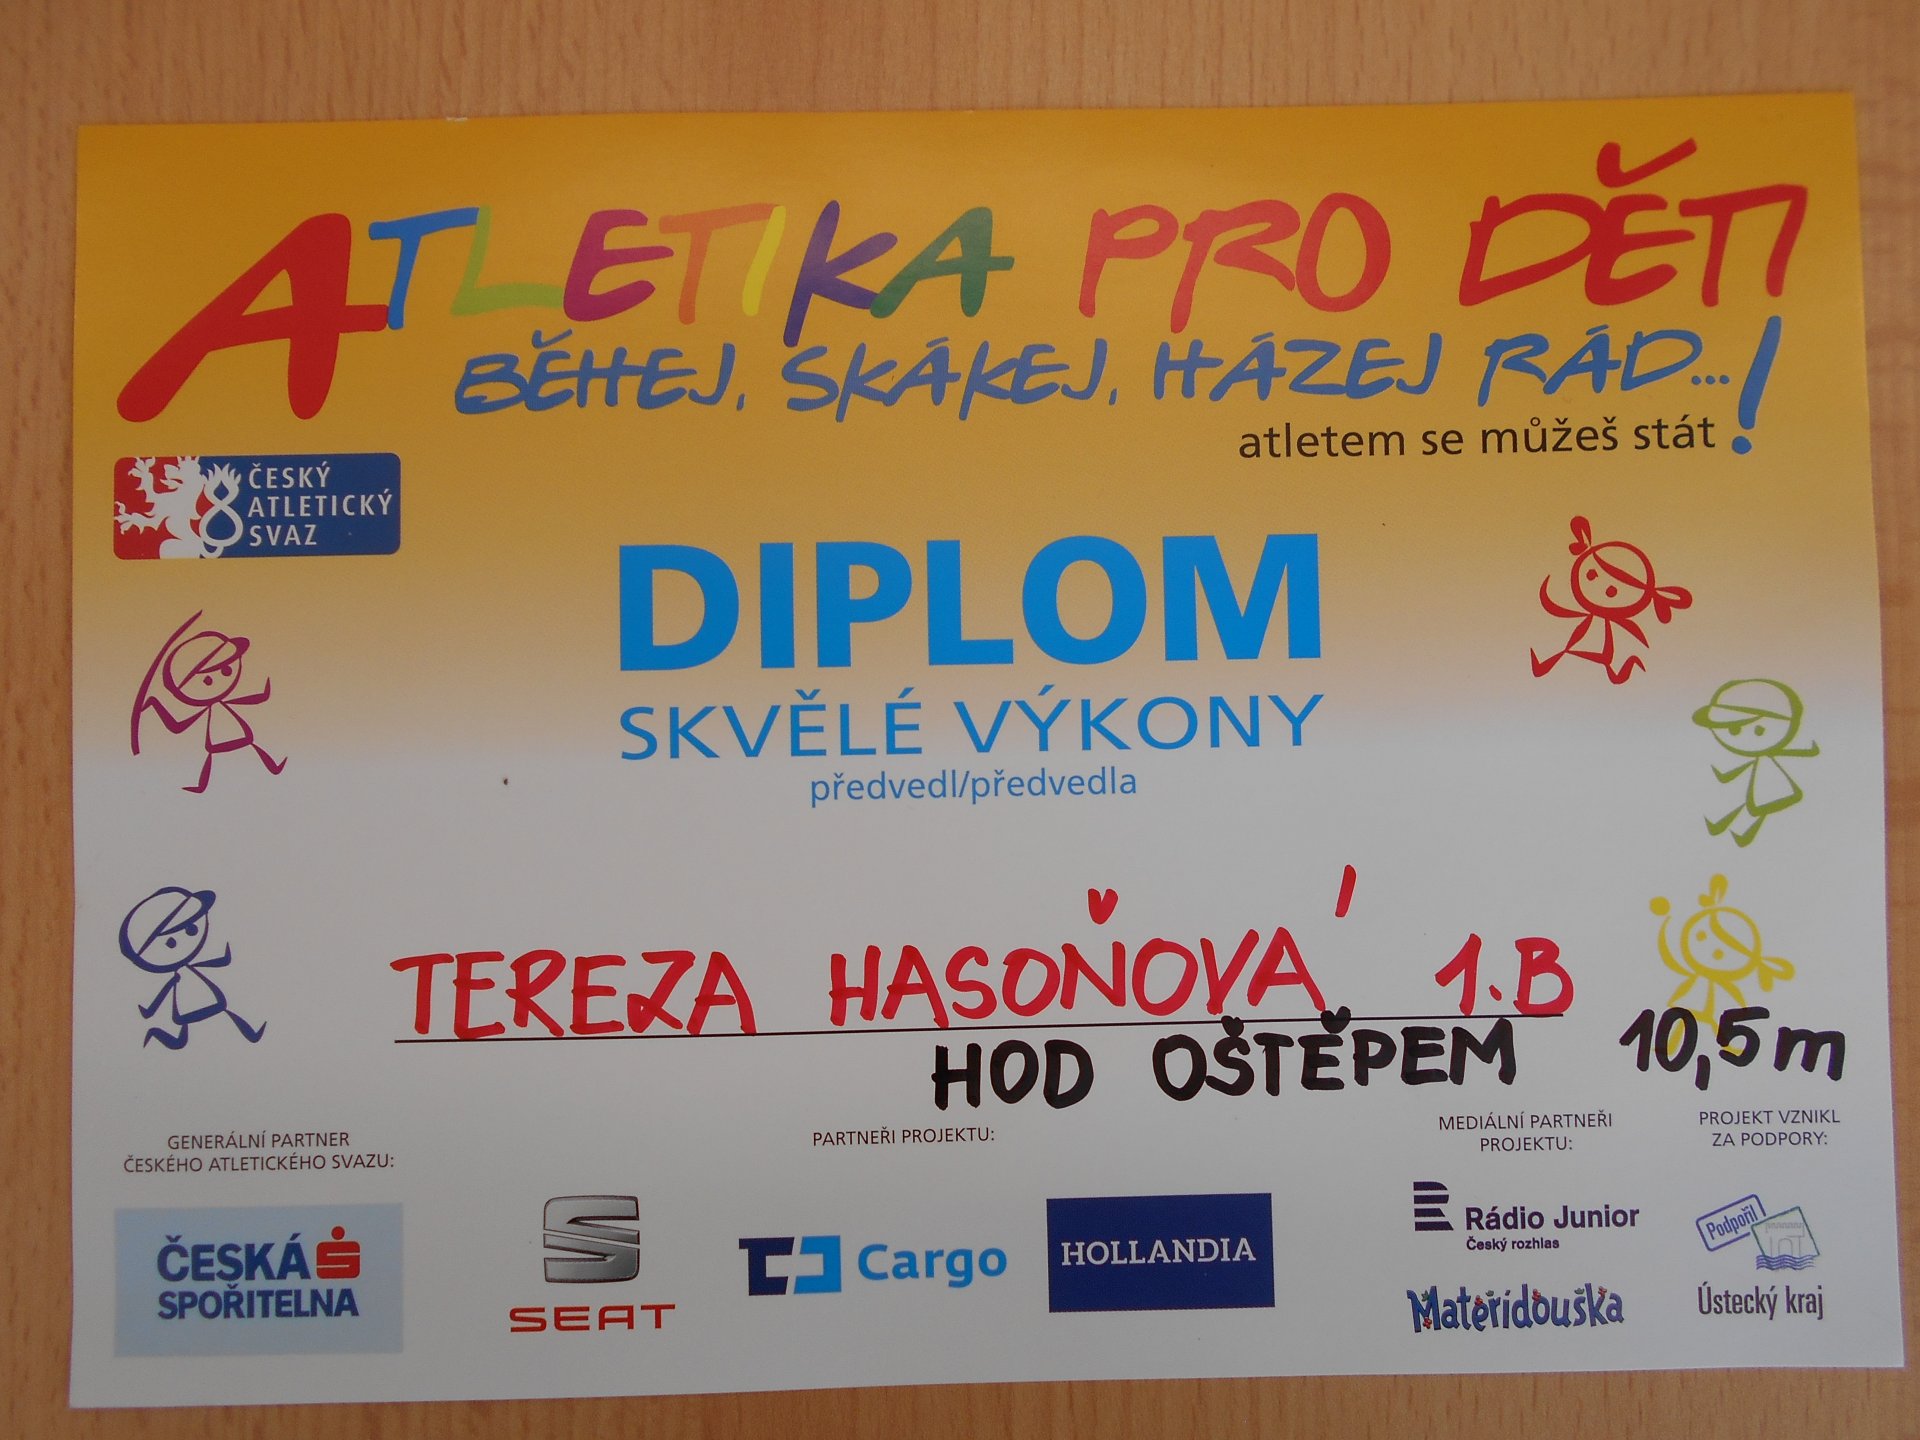 ATLETIKA PRO DĚTI
BĚHEJ, SKÁKEJ, HÁZEJ RÁD...!
atletem se můžeš stát
ČESKÝ
ATLETICKÝ
SVAZ
DIPLOM
SKVĚLÉ VÝKONY
předvedl/předvedla
TEREZA HASOŇOVÁ 1.B
HOD OŠTĚPEM 10,5m
GENERÁLNÍ PARTNER
ČESKÉHO ATLETICKÉHO SVAZU:
ČESKÁ
SPOŘITELNA
PARTNEŘI PROJEKTU:
SEAT
Cargo
HOLLANDIA
MEDIÁLNÍ PARTNEŘI
PROJEKTU:
Rádio Junior
Český rozhlas
Mateřídouška
PROJEKT VZNIKL
ZA PODPORY:
Podpořil
Ústecký kraj